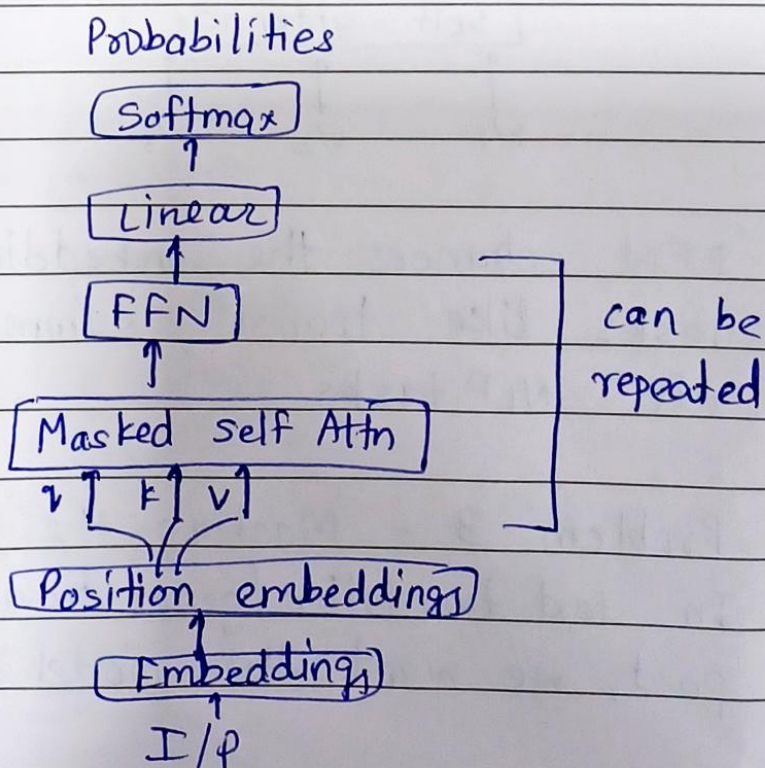 Probabilities
Softmax
Linear
FFN
can be
repeated
Masked Self Attn
q k v
Position embeddings
Embeddings
I/P